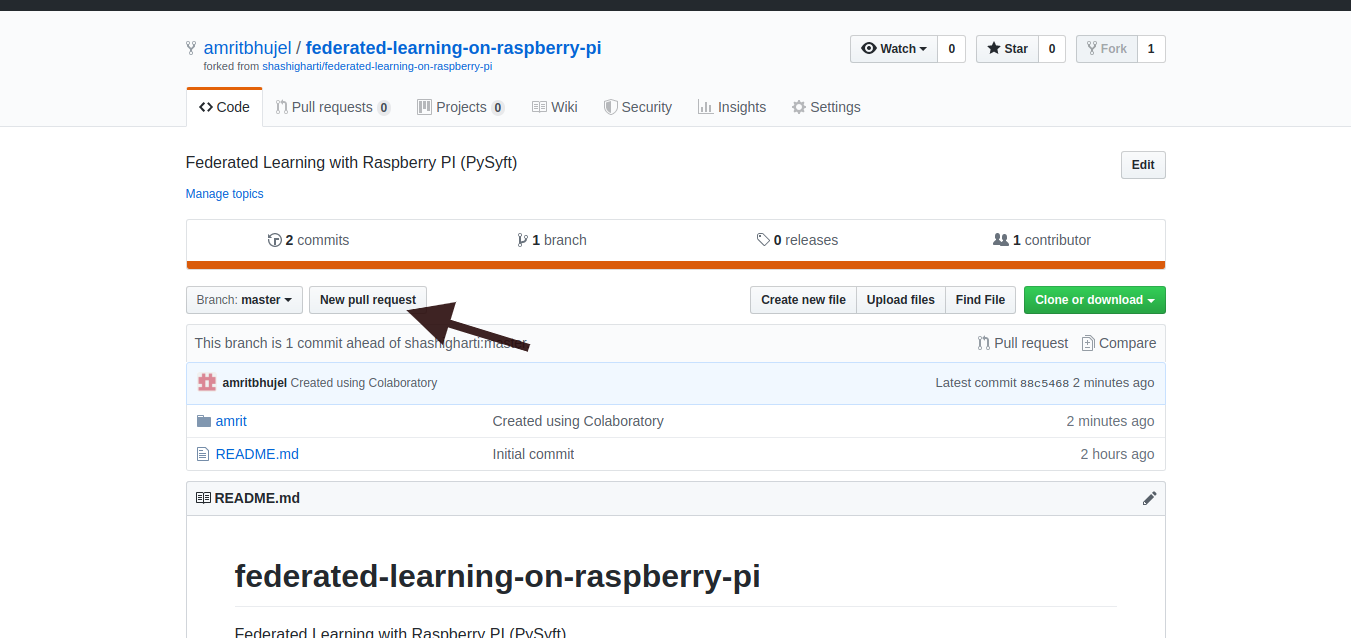 amritbhujel / federated-learning-on-raspberry-pi
forked from shashigharti/federated-learning-on-raspberry-pi
Watch 0 Star 0 Fork 1
Code Pull requests 0 Projects 0 Wiki Security Insights Settings
Federated Learning with Raspberry PI (PySyft)
Edit
Manage topics
2 commits 1 branch 0 releases 1 contributor
Branch: master New pull request Create new file Upload files Find File Clone or download
This branch is 1 commit ahead of shashigharti:master. Pull request Compare
amritbhujel Created using Colaboratory Latest commit 88c5468 2 minutes ago
amrit Created using Colaboratory 2 minutes ago
README.md Initial commit 2 hours ago
README.md
federated-learning-on-raspberry-pi
Federated Learning with Raspberry PI (PySyft)